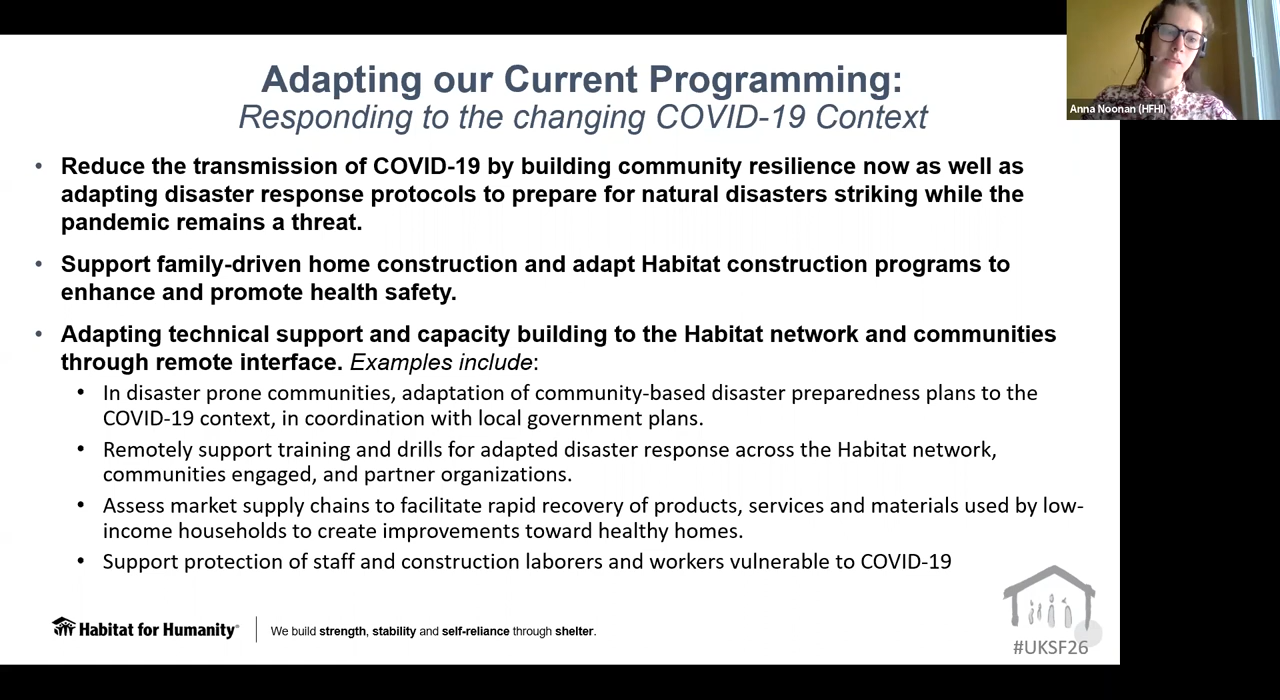 Adapting our Current Programming:
Responding to the changing COVID-19 Context
Anna Noonan (HFHI)
• Reduce the transmission of COVID-19 by building community resilience now as well as
adapting disaster response protocols to prepare for natural disasters striking while the
pandemic remains a threat.
• Support family-driven home construction and adapt Habitat construction programs to
enhance and promote health safety.
• Adapting technical support and capacity building to the Habitat network and communities
through remote interface. Examples include:
• In disaster prone communities, adaptation of community-based disaster preparedness plans to the
COVID-19 context, in coordination with local government plans.
• Remotely support training and drills for adapted disaster response across the Habitat network,
communities engaged, and partner organizations.
• Assess market supply chains to facilitate rapid recovery of products, services and materials used by low-
income households to create improvements toward healthy homes.
• Support protection of staff and construction laborers and workers vulnerable to COVID-19
Habitat for Humanity®
We build strength, stability and self-reliance through shelter.
#UKSF26